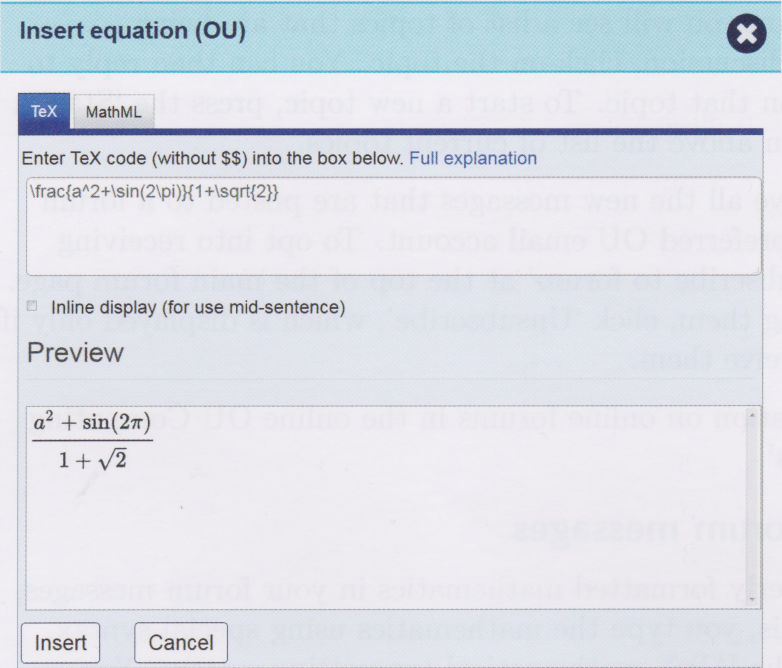 Insert equation (OU)
TeX MathML
Enter TeX code (without $$) into the box below. Full explanation
\frac{a^2+\sin(2\pi)}{1+\sqrt{2}}
Inline display (for use mid-sentence)
Preview
a² + sin(2π)
1 + √2
Insert Cancel